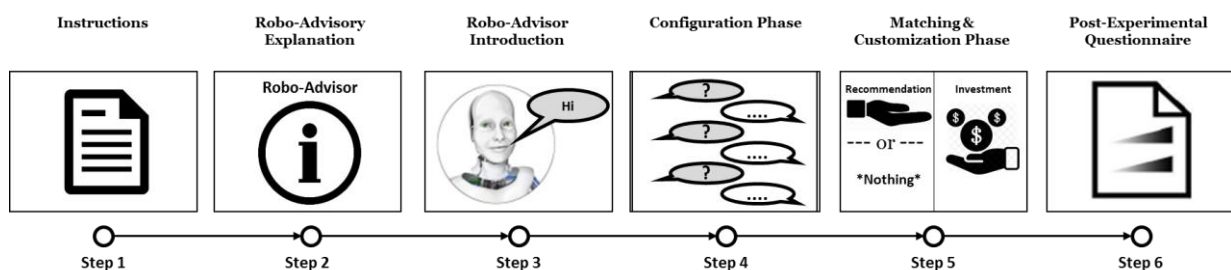 Instructions
Robo-Advisory
Explanation
Robo-Advisor
Introduction
Configuration Phase
Matching &
Customization Phase
Post-Experimental
Questionnaire
Robo-Advisor
i
Hi
?
....
?
....
?
....
Recommendation
--- or ---
*Nothing*
Investment
$ $
$
Step 1
Step 2
Step 3
Step 4
Step 5
Step 6